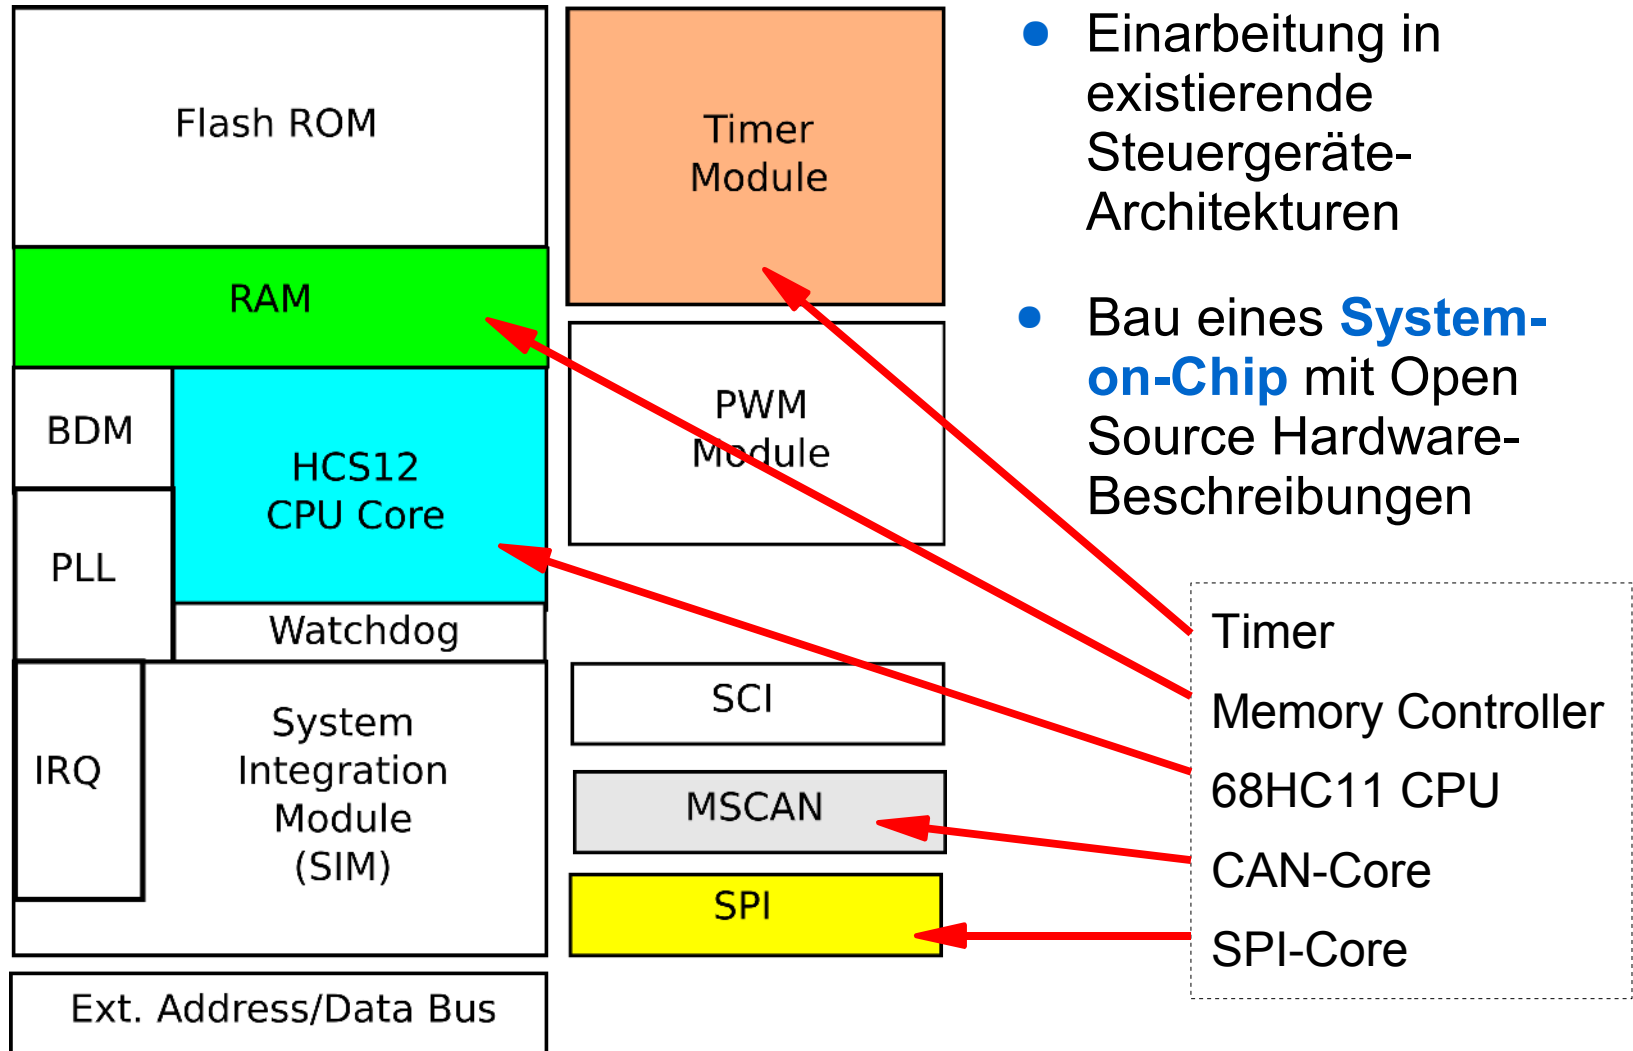 Flash ROM
RAM
BDM
HCS12
CPU Core
PLL
Watchdog
IRQ
System
Integration
Module
(SIM)
Ext. Address/Data Bus
Timer
Module
PWM
Module
SCI
MSCAN
SPI
Einarbeitung in
existierende
Steuergeräte-
Architekturen
Bau eines System-
on-Chip mit Open
Source Hardware-
Beschreibungen
Timer
Memory Controller
68HC11 CPU
CAN-Core
SPI-Core